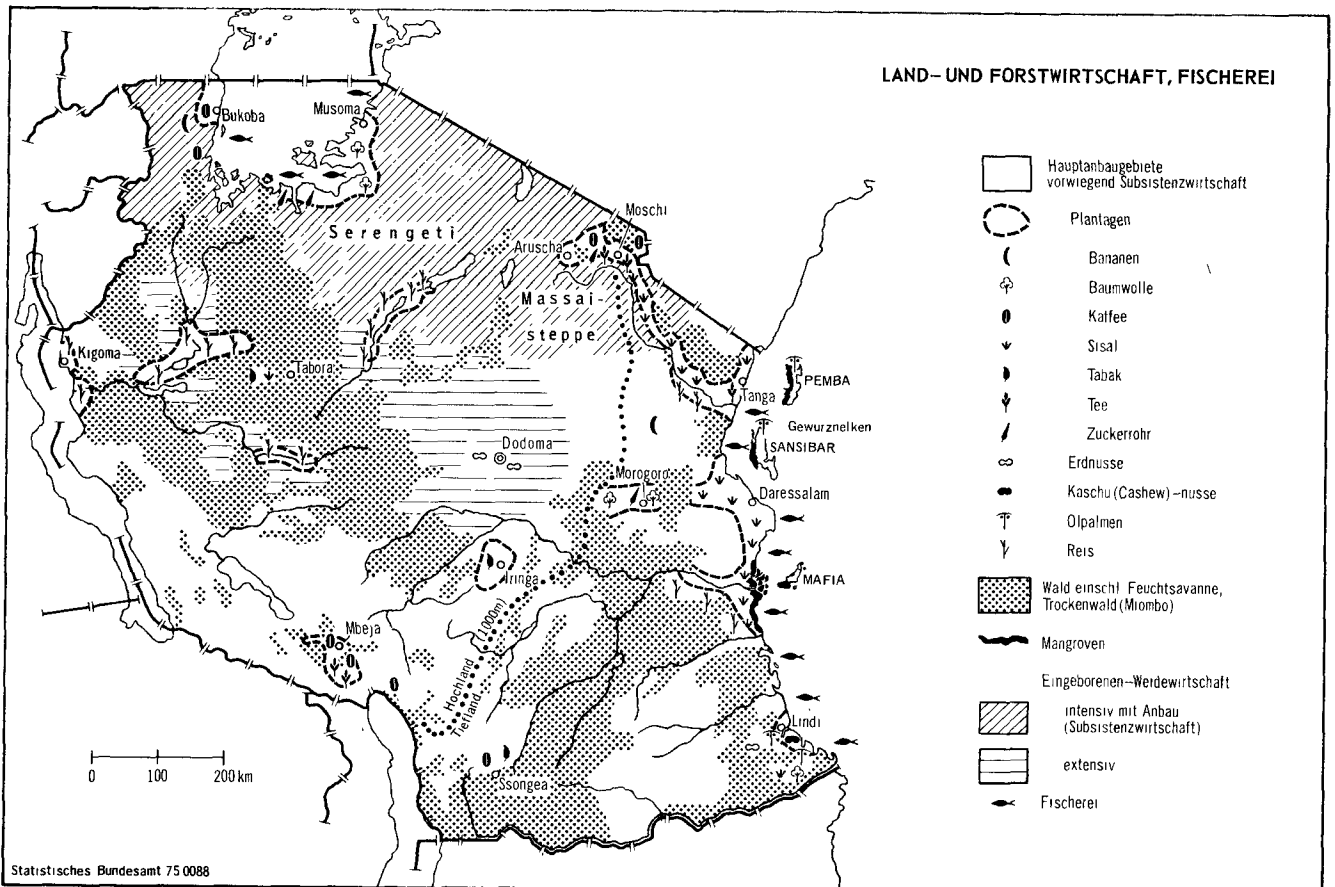 LAND- UND FORSTWIRTSCHAFT, FISCHEREI
Hauptanbaugebiete
vorwiegend Subsistenzwirtschaft
Plantagen
Bananen
Baumwolle
Kaffee
Sisal
Tabak
Tee
Zuckerrohr
Erdnusse
Kaschu (Cashew)-nusse
Olpalmen
Reis
Wald einschl Feuchtsavanne,
Trockenwald (Miombo)
Mangroven
Eingeborenen-Weidewirtschaft
intensiv mit Anbau
(Subsistenzwirtschaft)
extensiv
Fischerei
Bukoba
Musoma
Serengeti
Moschi
Aruscha
Massai-
steppe
Kigoma
Tabora
Tanga
PEMBA
Gewurznelken
SANSIBAR
Dodoma
Morogoro
Daressalam
Iringa
MAFIA
Mbeja
Hochland (1000m)
Tiefland
Lindi
Ssongea
0 100 200 km
Statistisches Bundesamt 75 0088